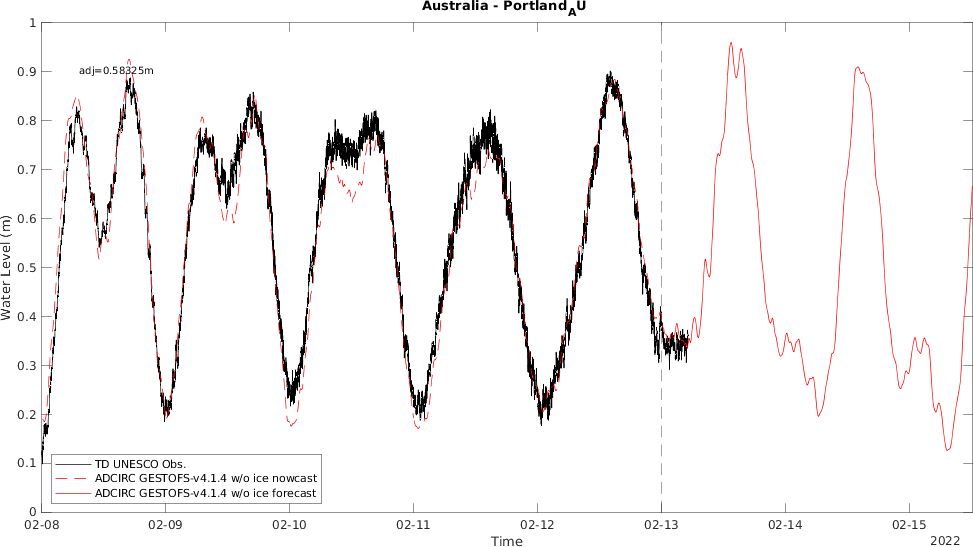 Australia - Portland_AU
adj=0.58325m
1
0.9
0.8
0.7
0.6
0.5
0.4
0.3
0.2
0.1
0
Water Level (m)
TD UNESCO Obs.
ADCIRC GESTOFS-v4.1.4 w/o ice nowcast
ADCIRC GESTOFS-v4.1.4 w/o ice forecast
02-08 02-09 02-10 02-11 02-12 02-13 02-14 02-15
Time
2022